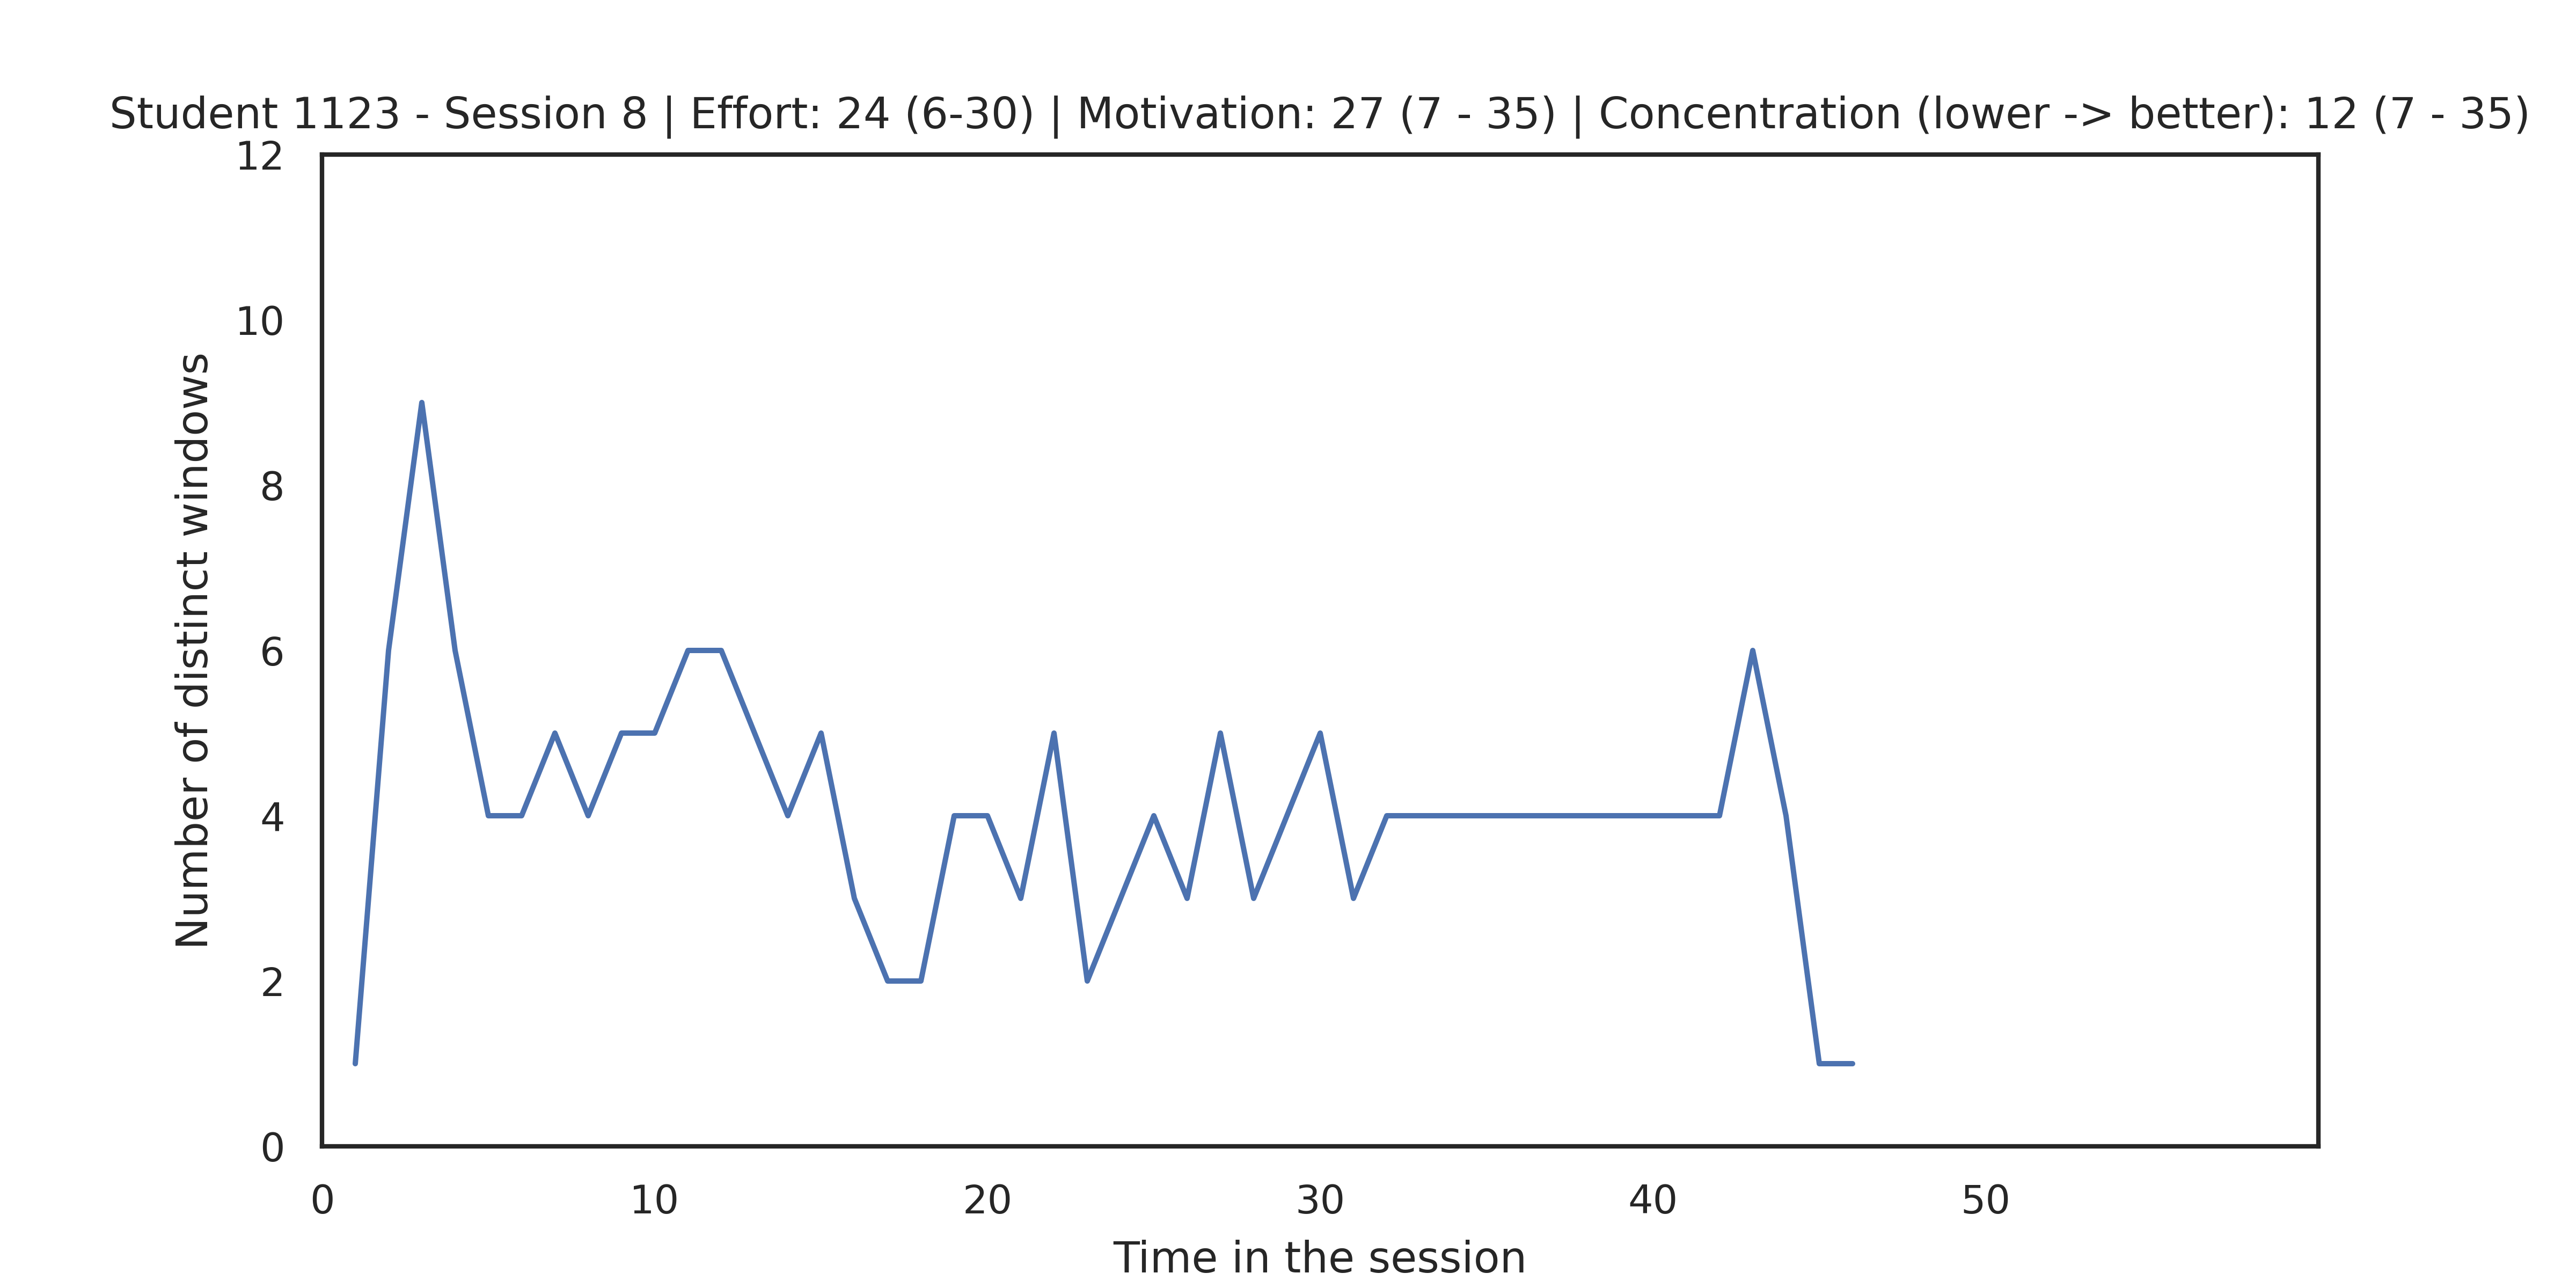 Student 1123 - Session 8 | Effort: 24 (6-30) | Motivation: 27 (7 - 35) | Concentration (lower -> better): 12 (7 - 35)
12
10
8
6
4
2
0
Number of distinct windows
0 10 20 30 40 50
Time in the session